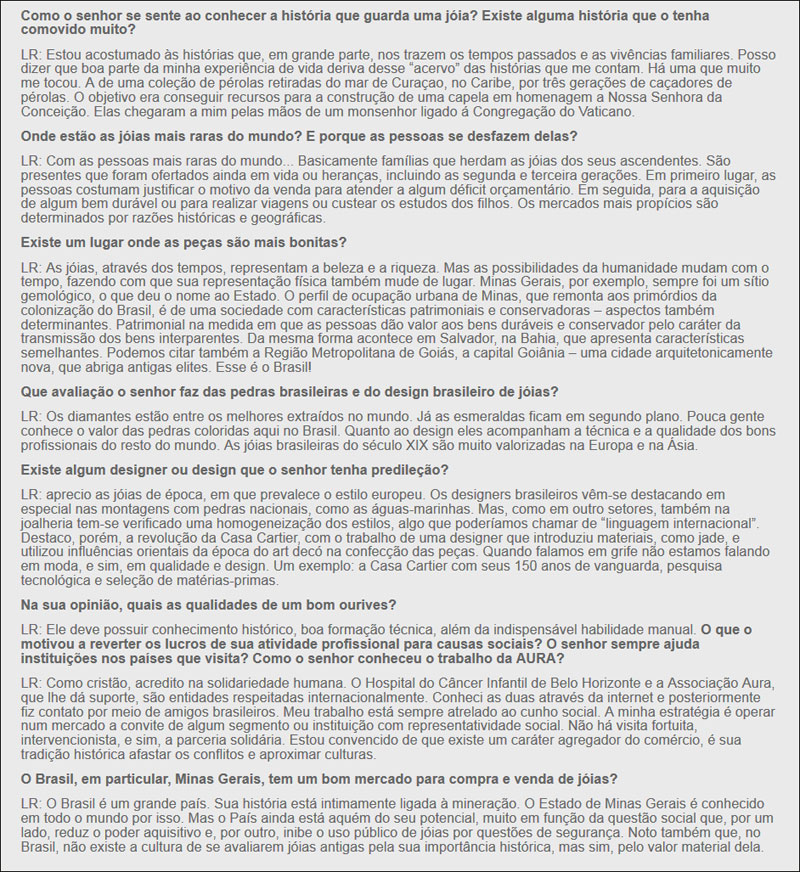 Como o senhor se sente ao conhecer a história que guarda uma jóia? Existe alguma história que o tenha
comovido muito?
LR: Estou acostumado às histórias que, em grande parte, nos trazem os tempos passados e as vivências familiares. Posso
dizer que boa parte da minha experiência de vida deriva desse “acervo” das histórias que me contam. Há uma que muito
me tocou. A de uma coleção de pérolas retiradas do mar de Curaçao, no Caribe, por três gerações de caçadores de
pérolas. O objetivo era conseguir recursos para a construção de uma capela em homenagem a Nossa Senhora da
Conceição. Elas chegaram a mim pelas mãos de um monsenhor ligado á Congregação do Vaticano.
Onde estão as jóias mais raras do mundo? E porque as pessoas se desfazem delas?
LR: Com as pessoas mais raras do mundo... Basicamente famílias que herdam as jóias dos seus ascendentes. São
presentes que foram ofertados ainda em vida ou heranças, incluindo as segunda e terceira gerações. Em primeiro lugar, as
pessoas costumam justificar o motivo da venda para atender a algum déficit orçamentário. Em seguida, para a aquisição
de algum bem durável ou para realizar viagens ou custear os estudos dos filhos. Os mercados mais propícios são
determinados por razões históricas e geográficas.
Existe um lugar onde as peças são mais bonitas?
LR: As jóias, através dos tempos, representam a beleza e a riqueza. Mas as possibilidades da humanidade mudam com o
tempo, fazendo com que sua representação física também mude de lugar. Minas Gerais, por exemplo, sempre foi um sítio
gemológico, o que deu o nome ao Estado. O perfil de ocupação urbana de Minas, que remonta aos primórdios da
colonização do Brasil, é de uma sociedade com características patrimoniais e conservadoras – aspectos também
determinantes. Patrimonial na medida em que as pessoas dão valor aos bens duráveis e conservador pelo caráter da
transmissão dos bens interparentes. Da mesma forma acontece em Salvador, na Bahia, que apresenta características
semelhantes. Podemos citar também a Região Metropolitana de Goiás, a capital Goiânia – uma cidade arquitetonicamente
nova, que abriga antigas elites. Esse é o Brasil!
Que avaliação o senhor faz das pedras brasileiras e do design brasileiro de jóias?
LR: Os diamantes estão entre os melhores extraídos no mundo. Já as esmeraldas ficam em segundo plano. Pouca gente
conhece o valor das pedras coloridas aqui no Brasil. Quanto ao design eles acompanham a técnica e a qualidade dos bons
profissionais do resto do mundo. As jóias brasileiras do século XIX são muito valorizadas na Europa e na Ásia.
Existe algum designer ou design que o senhor tenha predileção?
LR: aprecio as jóias de época, em que prevalece o estilo europeu. Os designers brasileiros vêm-se destacando em
especial nas montagens com pedras nacionais, como as águas-marinhas. Mas, como em outro setores, também na
joalheria tem-se verificado uma homogeneização dos estilos, algo que poderíamos chamar de “linguagem internacional”.
Destaco, porém, a revolução da Casa Cartier, com o trabalho de uma designer que introduziu materiais, como jade, e
utilizou influências orientais da época do art decó na confecção das peças. Quando falamos em grife não estamos falando
em moda, e sim, em qualidade e design. Um exemplo: a Casa Cartier com seus 150 anos de vanguarda, pesquisa
tecnológica e seleção de matérias-primas.
Na sua opinião, quais as qualidades de um bom ourives?
LR: Ele deve possuir conhecimento histórico, boa formação técnica, além da indispensável habilidade manual. O que o
motivou a reverter os lucros de sua atividade profissional para causas sociais? O senhor sempre ajuda
instituições nos países que visita? Como o senhor conheceu o trabalho da AURA?
LR: Como cristão, acredito na solidariedade humana. O Hospital do Câncer Infantil de Belo Horizonte e a Associação Aura,
que lhe dá suporte, são entidades respeitadas internacionalmente. Conheci as duas através da internet e posteriormente
fiz contato por meio de amigos brasileiros. Meu trabalho está sempre atrelado ao cunho social. A minha estratégia é operar
num mercado a convite de algum segmento ou instituição com representatividade social. Não há visita fortuita,
intervencionista, e sim, a parceria solidária. Estou convencido de que existe um caráter agregador do comércio, é sua
tradição histórica afastar os conflitos e aproximar culturas.
O Brasil, em particular, Minas Gerais, tem um bom mercado para compra e venda de jóias?
LR: O Brasil é um grande país. Sua história está intimamente ligada à mineração. O Estado de Minas Gerais é conhecido
em todo o mundo por isso. Mas o País ainda está aquém do seu potencial, muito em função da questão social que, por um
lado, reduz o poder aquisitivo e, por outro, inibe o uso público de jóias por questões de segurança. Noto também que, no
Brasil, não existe a cultura de se avaliarem jóias antigas pela sua importância histórica, mas sim, pelo valor material dela.